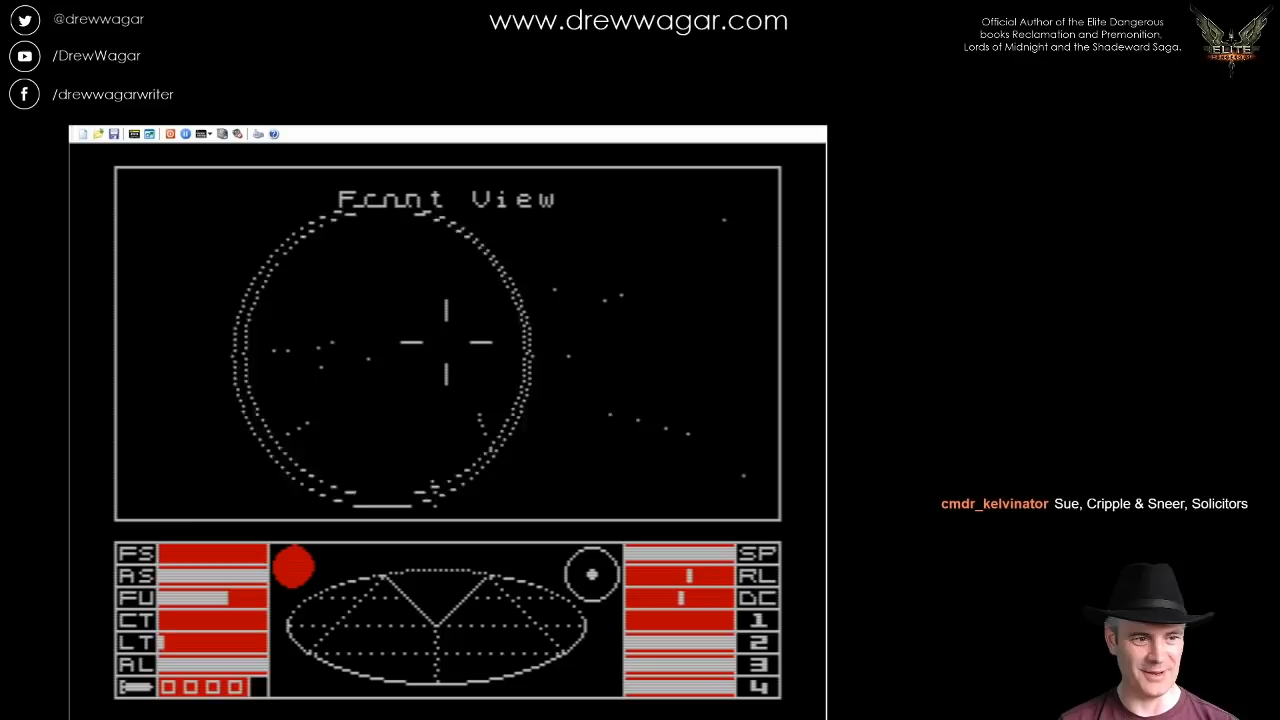 @drewwagar
/DrewWagar
/drewwagarwriter
www.drewwagar.com
Official Author of the Elite Dangerous
books Reclamation and Premonition,
Lords of Midnight and the Shadeward Saga.
ELITE
DANGEROUS
Front View
FS
AS
FU
CT
LT
AL
SP
RL
DC
1
2
3
4
cmdr_kelvinator Sue, Cripple & Sneer, Solicitors